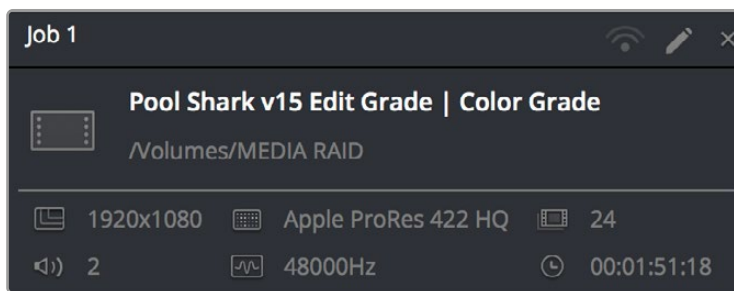 Job 1
Pool Shark v15 Edit Grade | Color Grade
/Volumes/MEDIA RAID
1920x1080 Apple ProRes 422 HQ 24
2 48000Hz 00:01:51:18